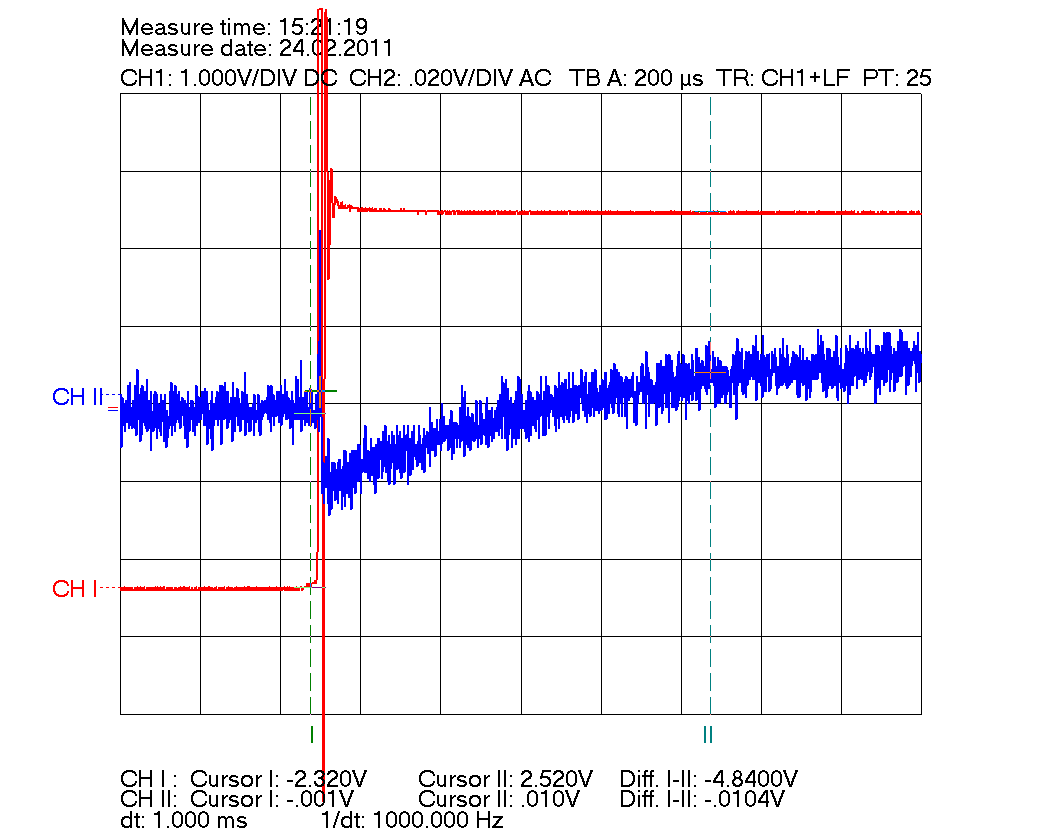 Measure time: 15:21:19
Measure date: 24.02.2011
CH1: 1.000V/DIV DC CH2: .020V/DIV AC TB A: 200 µs TR: CH1+LF PT: 25
CH II
=
CH I
I
II
CH I : Cursor I: -2.320V Cursor II: 2.520V Diff. I-II: -4.8400V
CH II: Cursor I: -.001V Cursor II: .010V Diff. I-II: -.0104V
dt: 1.000 ms 1/dt: 1000.000 Hz